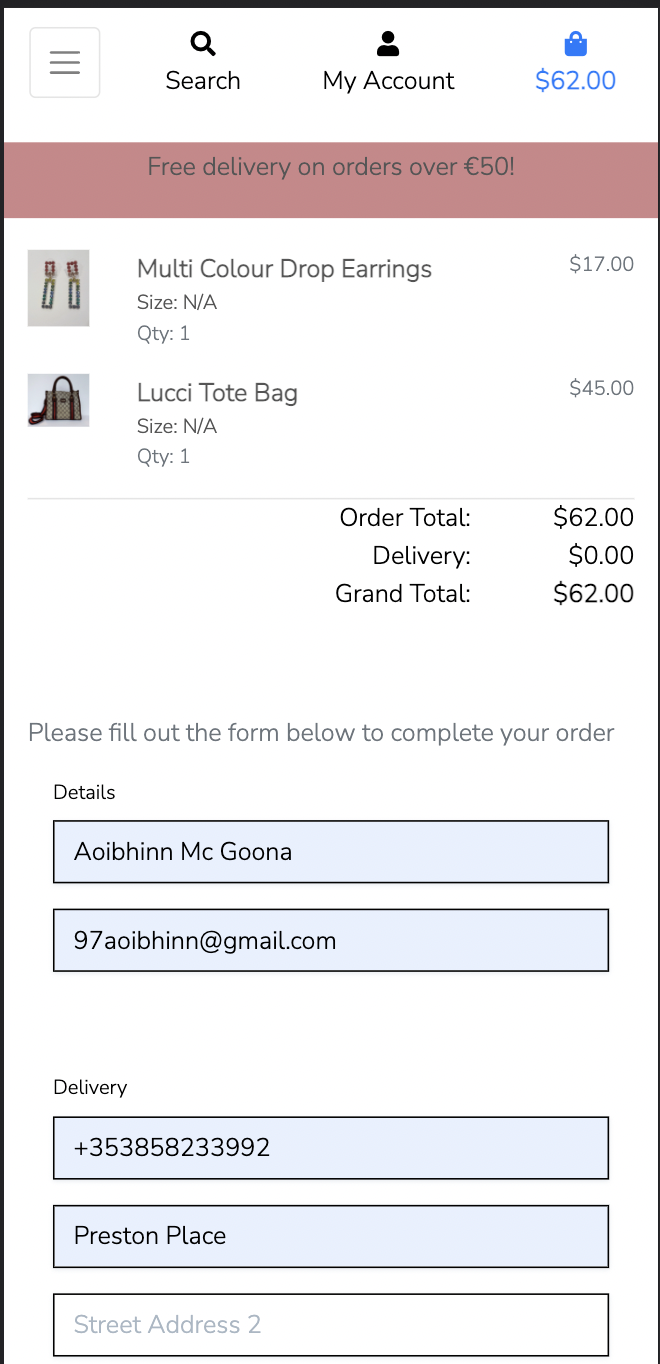 Search
My Account
$62.00
Free delivery on orders over €50!
Multi Colour Drop Earrings
$17.00
Size: N/A
Qty: 1
Lucci Tote Bag
$45.00
Size: N/A
Qty: 1
Order Total: $62.00
Delivery: $0.00
Grand Total: $62.00
Please fill out the form below to complete your order
Details
Aoibhinn Mc Goona
97aoibhinn@gmail.com
Delivery
+353858233992
Preston Place
Street Address 2